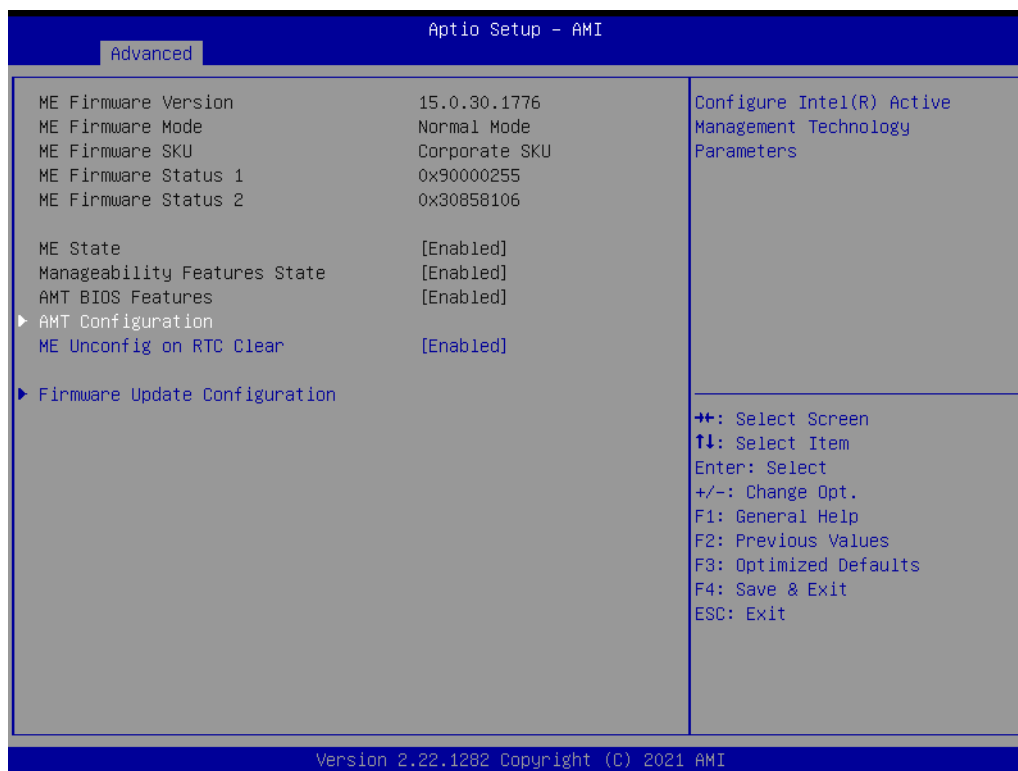 Aptio Setup - AMI
Advanced
ME Firmware Version 15.0.30.1776
ME Firmware Mode Normal Mode
ME Firmware SKU Corporate SKU
ME Firmware Status 1 0x90000255
ME Firmware Status 2 0x30858106
ME State [Enabled]
Manageability Features State [Enabled]
AMT BIOS Features [Enabled]
AMT Configuration
ME Unconfig on RTC Clear [Enabled]
Firmware Update Configuration
Configure Intel(R) Active
Management Technology
Parameters
→←: Select Screen
↑↓: Select Item
Enter: Select
+/-: Change Opt.
F1: General Help
F2: Previous Values
F3: Optimized Defaults
F4: Save & Exit
ESC: Exit
Version 2.22.1282 Copyright (C) 2021 AMI